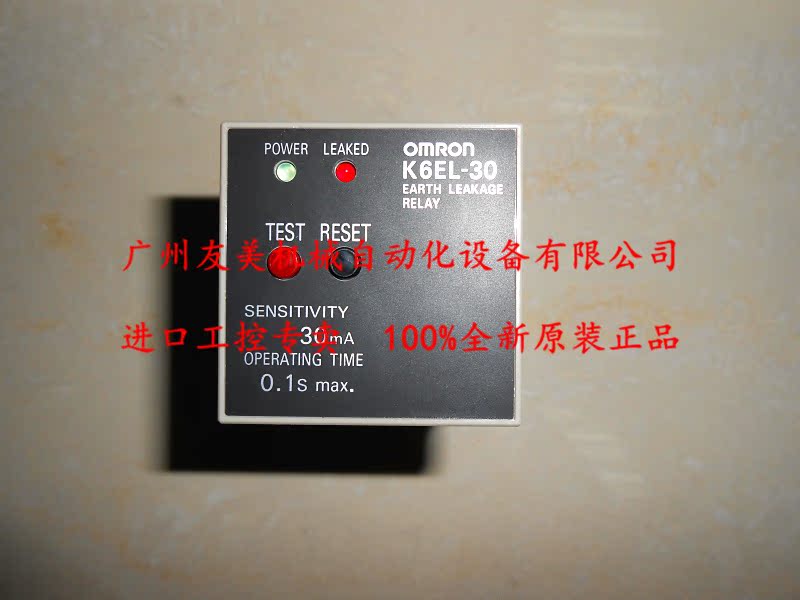 POWER LEAKED
OMRON
K6EL-30
EARTH LEAKAGE
RELAY
TEST RESET
广州友美机械自动化设备有限公司
SENSITIVITY
30mA
进口工控专卖 100%全新原装正品
OPERATING TIME
0.1s max.